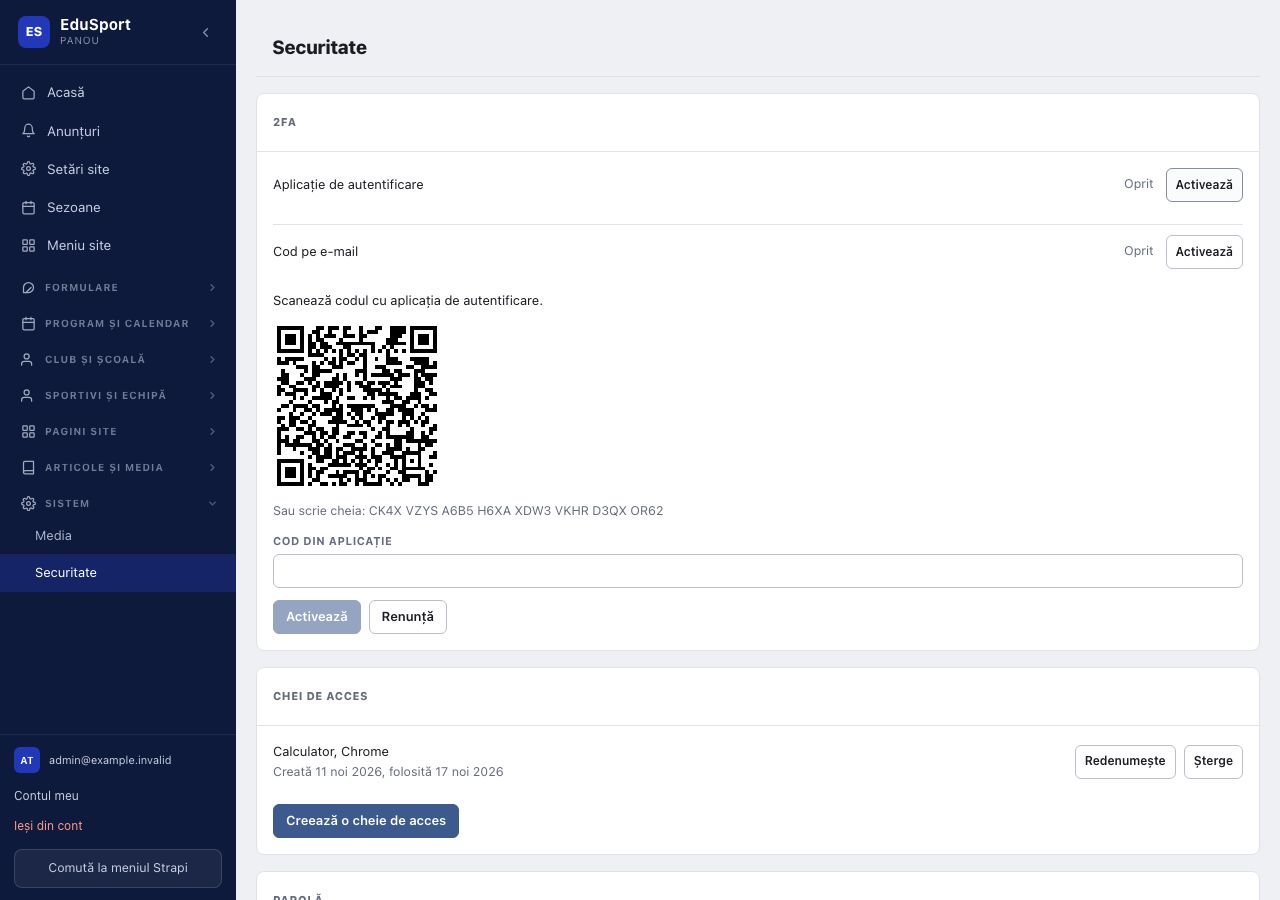 ES
EduSport
PANOU
Acasă
Anunțuri
Setări site
Sezoane
Meniu site
FORMULARE
PROGRAM ȘI CALENDAR
CLUB ȘI ȘCOALĂ
SPORTIVI ȘI ECHIPĂ
PAGINI SITE
ARTICOLE ȘI MEDIA
SISTEM
Media
Securitate
AT
admin@example.invalid
Contul meu
Ieși din cont
Comută la meniul Strapi
Securitate
2FA
Aplicație de autentificare
Oprit
Activează
Cod pe e-mail
Oprit
Activează
Scanează codul cu aplicația de autentificare.
Sau scrie cheia: CK4X VZYS A6B5 H6XA XDW3 VKHR D3QX OR62
COD DIN APLICAȚIE
Activează
Renunță
CHEI DE ACCES
Calculator, Chrome
Creată 11 noi 2026, folosită 17 noi 2026
Redenumește
Șterge
Creează o cheie de acces
PAROLĂ